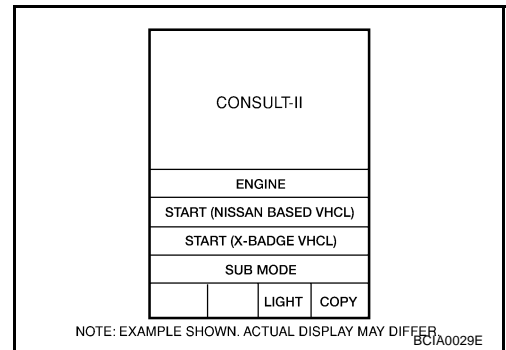 CONSULT-II
ENGINE
START (NISSAN BASED VHCL)
START (X-BADGE VHCL)
SUB MODE
LIGHT COPY
NOTE: EXAMPLE SHOWN. ACTUAL DISPLAY MAY DIFFER.
BCIA0029E